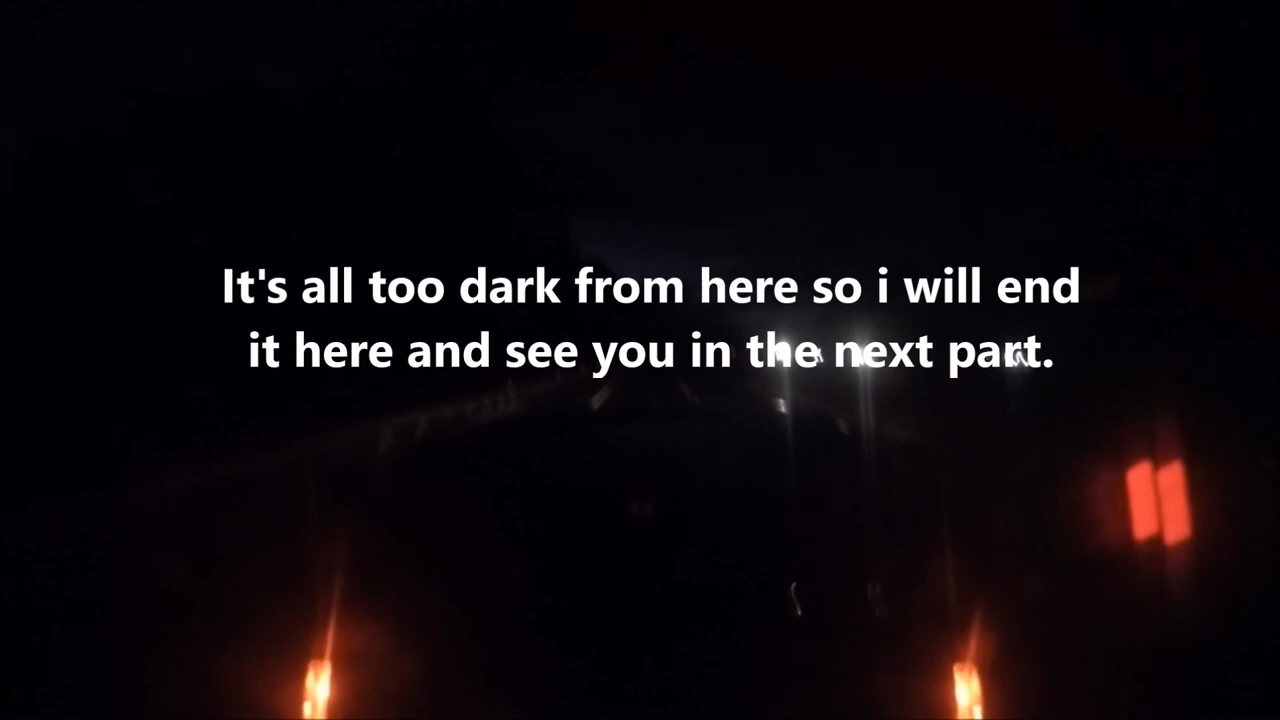 It's all too dark from here so i will end
it here and see you in the next part.